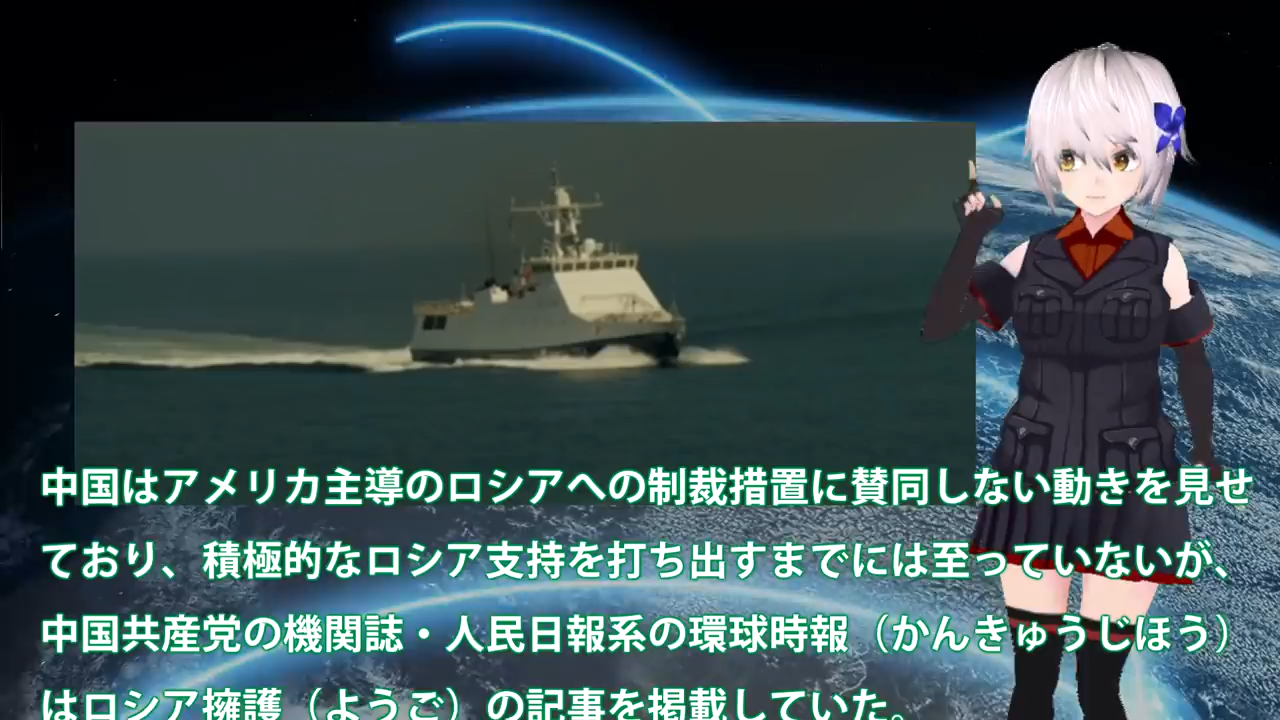 中国はアメリカ主導のロシアへの制裁措置に賛同しない動きを見せ
ており、積極的なロシア支持を打ち出すまでには至っていないが、
中国共産党の機関誌・人民日報系の環球時報（かんきゅうじほう）
はロシア擁護（ようご）の記事を掲載していた。